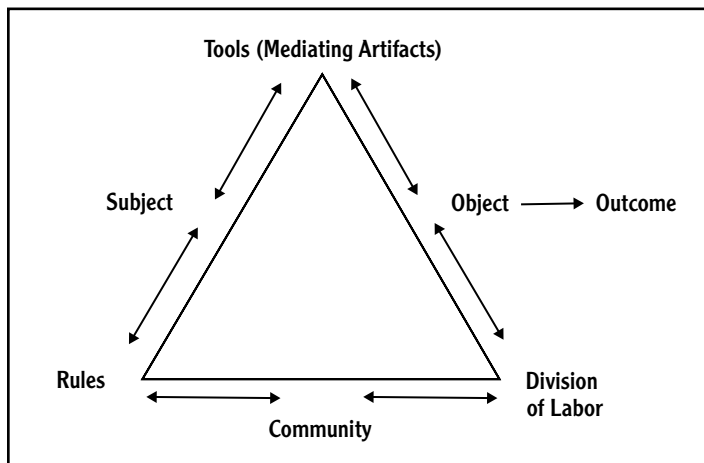 Tools (Mediating Artifacts)
Subject
Object
Outcome
Rules
Division
of Labor
Community